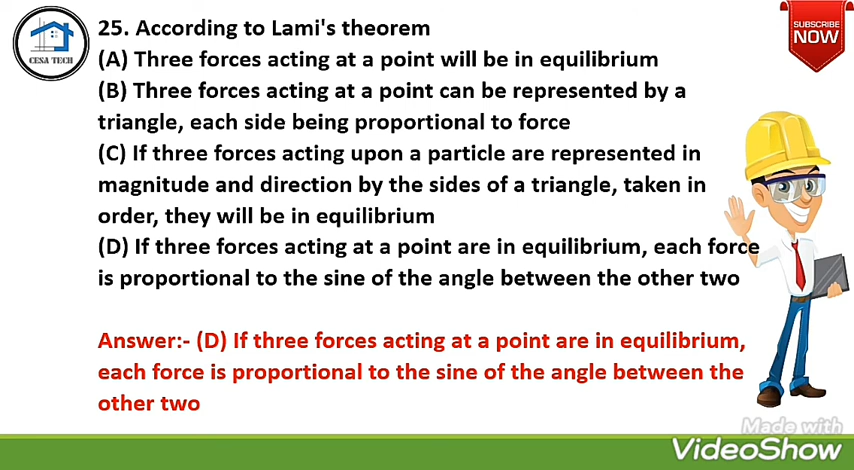 CESA TECH
SUBSCRIBE
NOW
25. According to Lami's theorem
(A) Three forces acting at a point will be in equilibrium
(B) Three forces acting at a point can be represented by a
triangle, each side being proportional to force
(C) If three forces acting upon a particle are represented in
magnitude and direction by the sides of a triangle, taken in
order, they will be in equilibrium
(D) If three forces acting at a point are in equilibrium, each force
is proportional to the sine of the angle between the other two
Answer:- (D) If three forces acting at a point are in equilibrium,
each force is proportional to the sine of the angle between the
other two
Made with
VideoShow